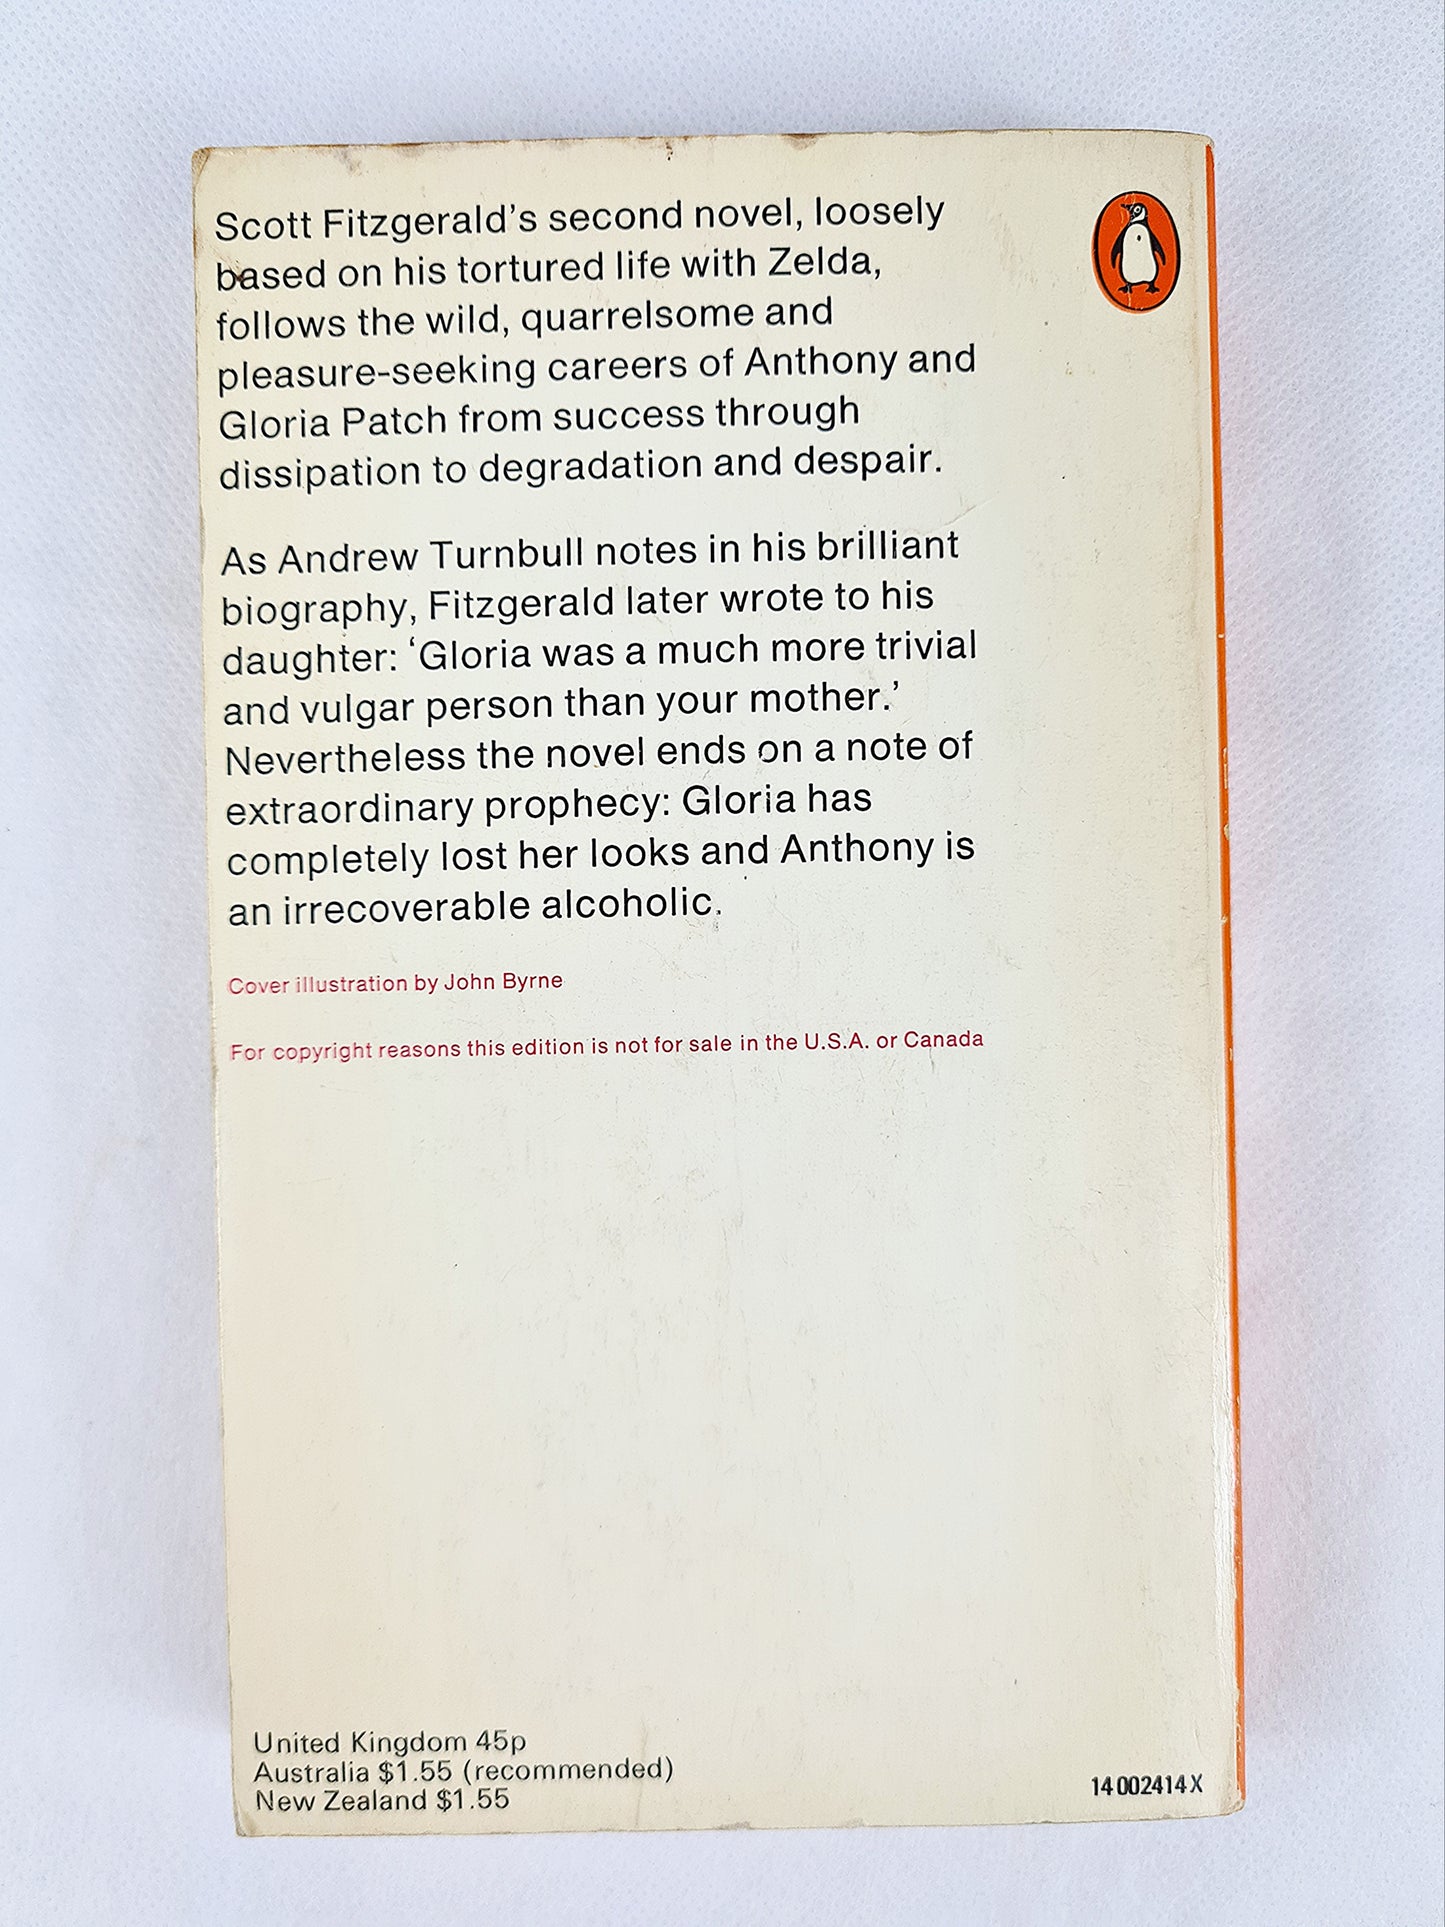 Scott Fitzgerald’s second novel, loosely
based on his tortured life with Zelda,
follows the wild, quarrelsome and
pleasure-seeking careers of Anthony and
Gloria Patch from success through
dissipation to degradation and despair.
As Andrew Turnbull notes in his brilliant
biography, Fitzgerald later wrote to his
daughter: ‘Gloria was a much more trivial
and vulgar person than your mother.’
Nevertheless the novel ends on a note of
extraordinary prophecy: Gloria has
completely lost her looks and Anthony is
an irrecoverable alcoholic.
Cover illustration by John Byrne
For copyright reasons this edition is not for sale in the U.S.A. or Canada
United Kingdom 45p
Australia $1.55 (recommended)
New Zealand $1.55
14 002414 X